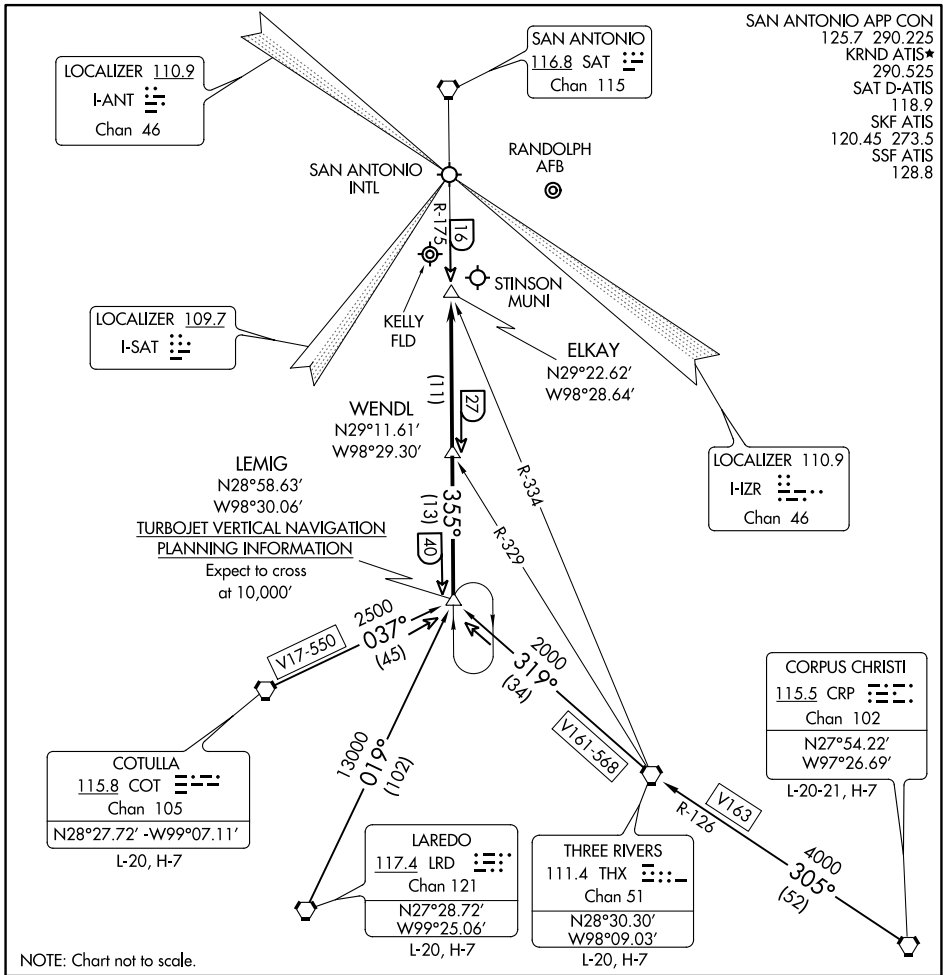 SAN ANTONIO APP CON
125.7 290.225
KRND ATIS★
290.525
SAT D-ATIS
118.9
SKF ATIS
120.45 273.5
SSF ATIS
128.8
SAN ANTONIO
116.8 SAT
Chan 115
LOCALIZER 110.9
I-ANT
Chan 46
SAN ANTONIO
INTL
RANDOLPH
AFB
R-175
16
KELLY
FLD
STINSON
MUNI
LOCALIZER 109.7
I-SAT
ELKAY
N29°22.62'
W98°28.64'
(11)
27
WENDL
N29°11.61'
W98°29.30'
LOCALIZER 110.9
I-IZR
Chan 46
R-334
R-329
LEMIG
N28°58.63'
W98°30.06'
TURBOJET VERTICAL NAVIGATION
PLANNING INFORMATION
Expect to cross
at 10,000'
355°
(13)
40
2500
V17-550
037°
(45)
2000
319°
(34)
V161-568
13000
019°
(102)
CORPUS CHRISTI
115.5 CRP
Chan 102
N27°54.22'
W97°26.69'
L-20-21, H-7
COTULLA
115.8 COT
Chan 105
N28°27.72' -W99°07.11'
L-20, H-7
LAREDO
117.4 LRD
Chan 121
N27°28.72'
W99°25.06'
L-20, H-7
THREE RIVERS
111.4 THX
Chan 51
N28°30.30'
W98°09.03'
L-20, H-7
V163
R-126
4000
305°
(52)
NOTE: Chart not to scale.